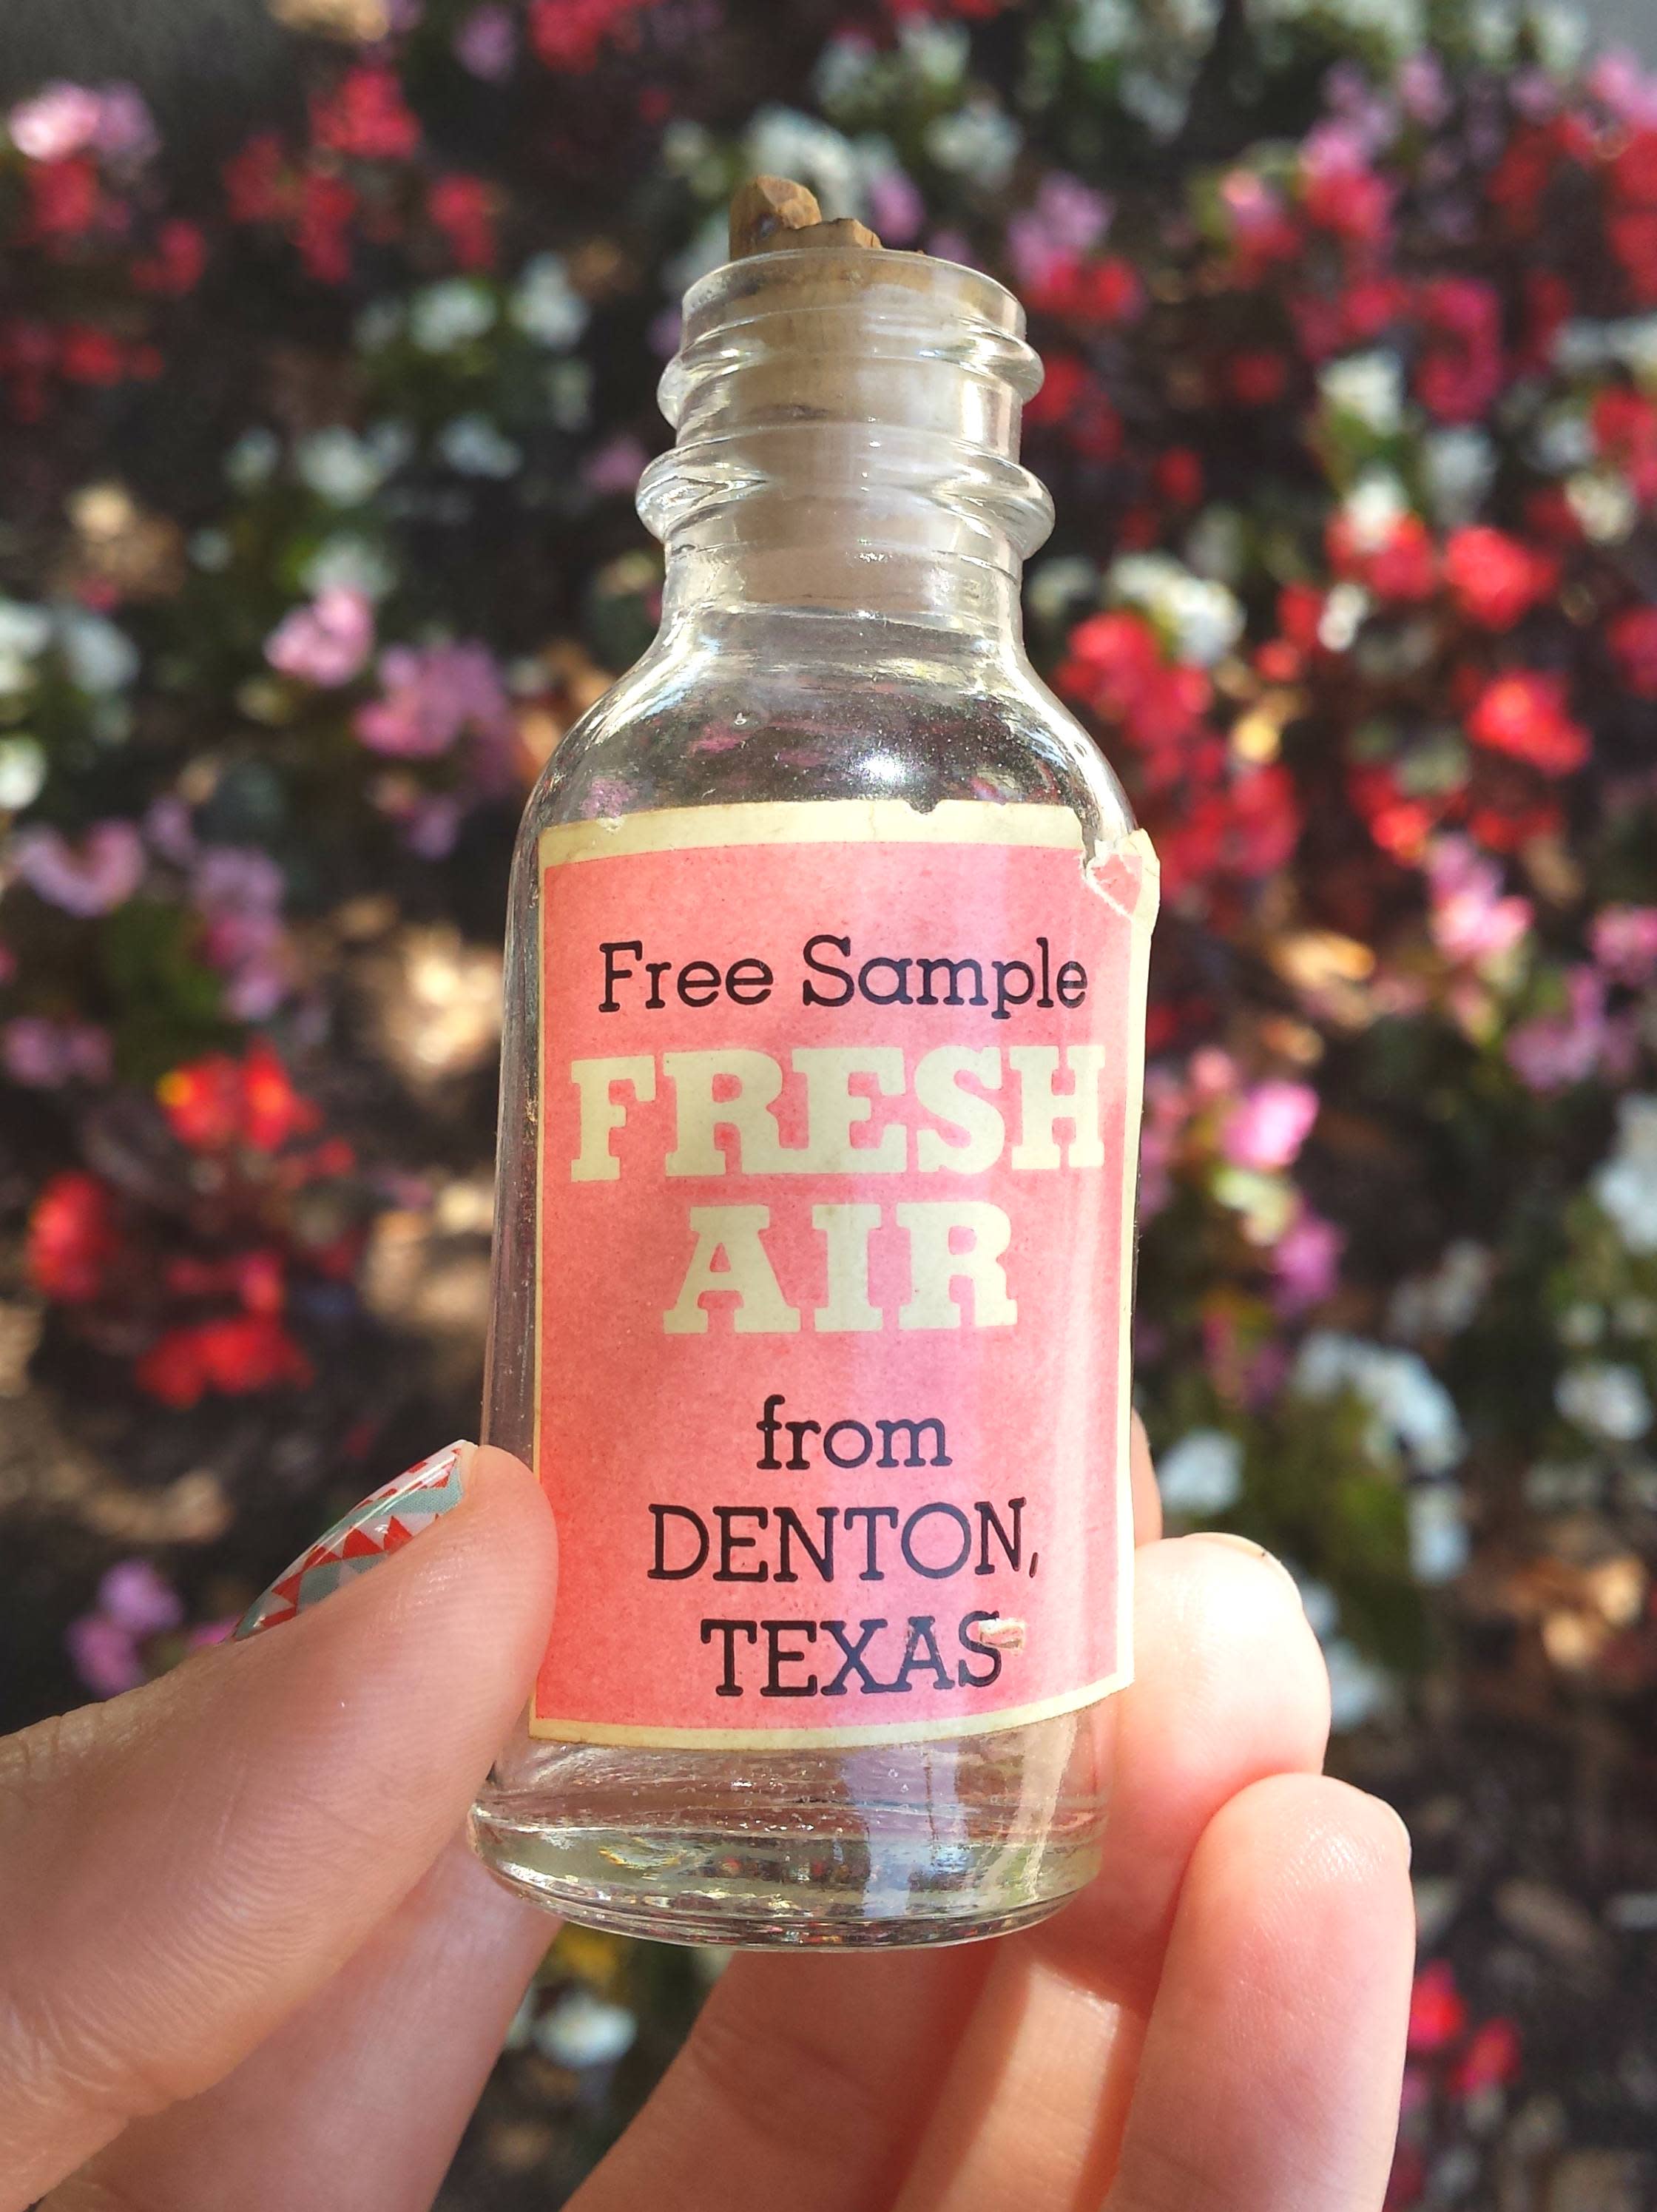 Free Sample
FRESH
AIR
from
DENTON,
TEXAS